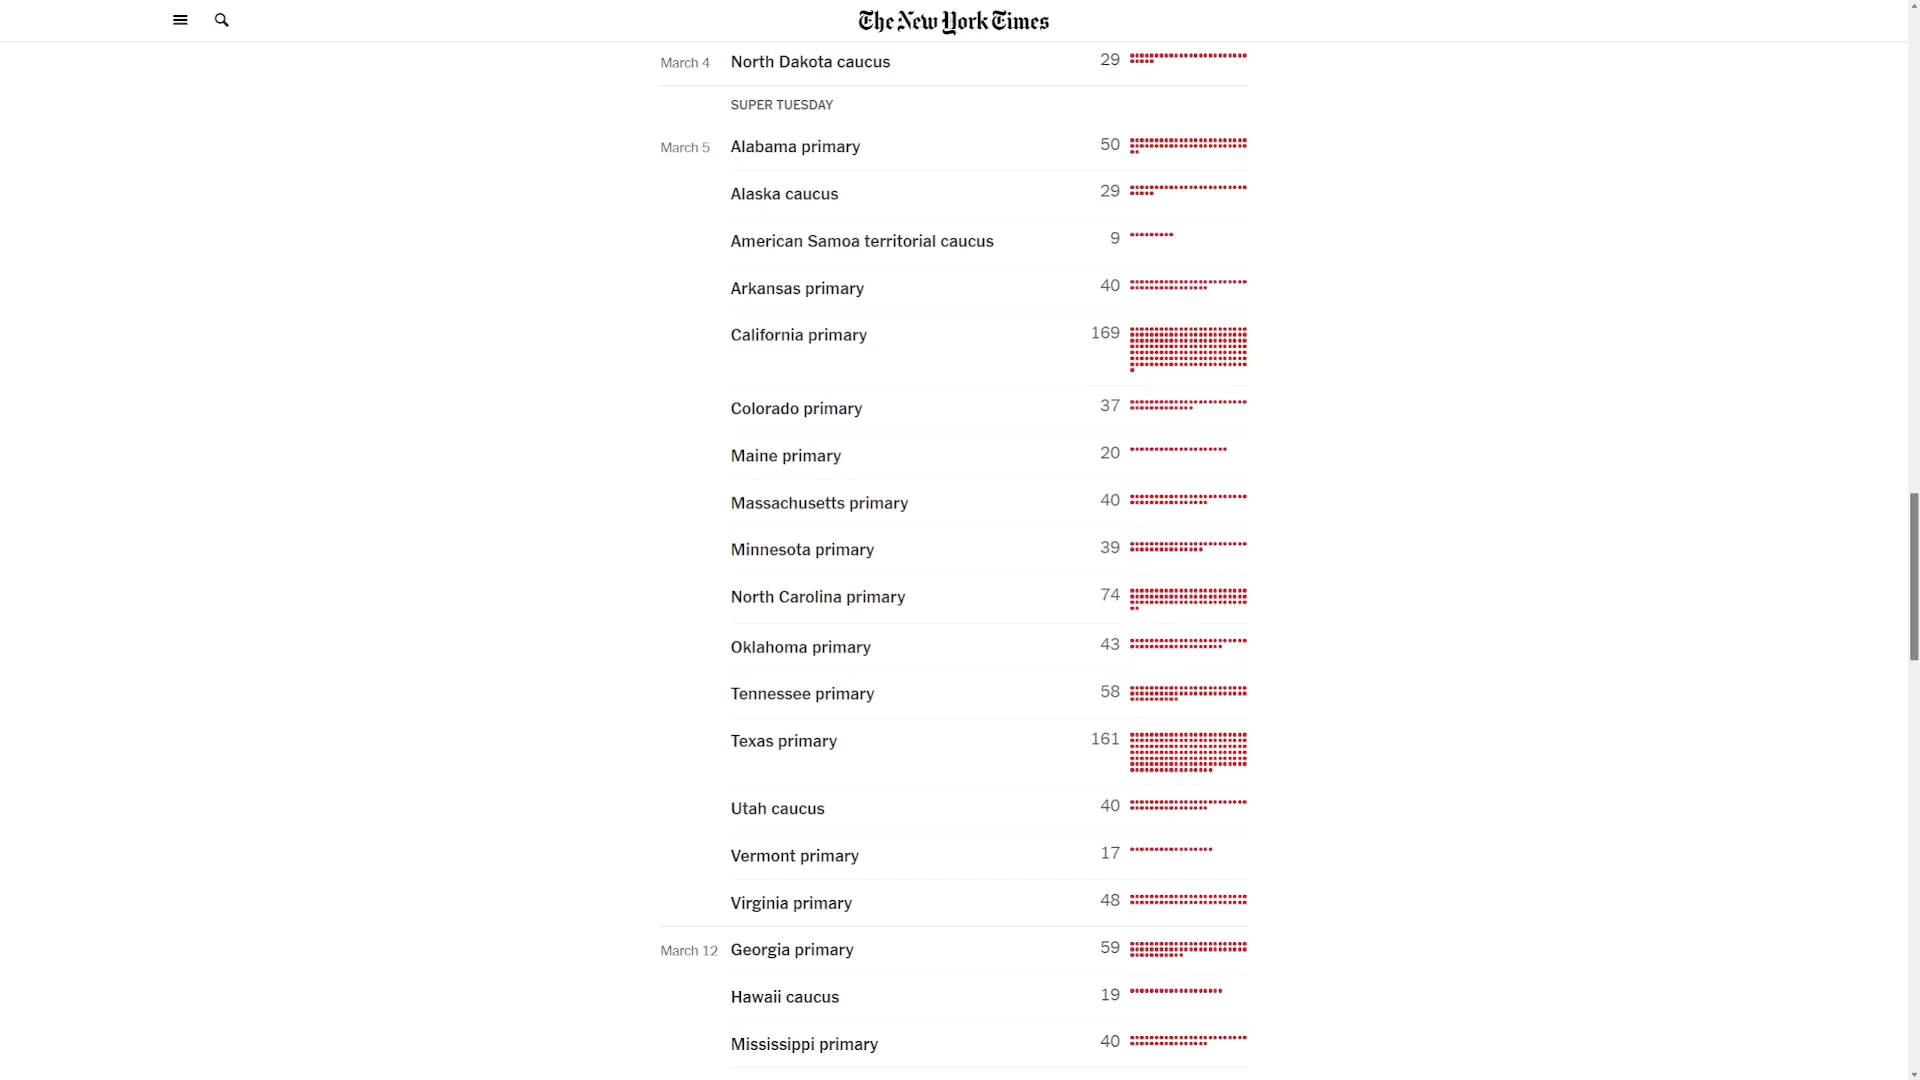 The New York Times
March 4 North Dakota caucus 29
SUPER TUESDAY
March 5 Alabama primary 50
Alaska caucus 29
American Samoa territorial caucus 9
Arkansas primary 40
California primary 169
Colorado primary 37
Maine primary 20
Massachusetts primary 40
Minnesota primary 39
North Carolina primary 74
Oklahoma primary 43
Tennessee primary 58
Texas primary 161
Utah caucus 40
Vermont primary 17
Virginia primary 48
March 12 Georgia primary 59
Hawaii caucus 19
Mississippi primary 40